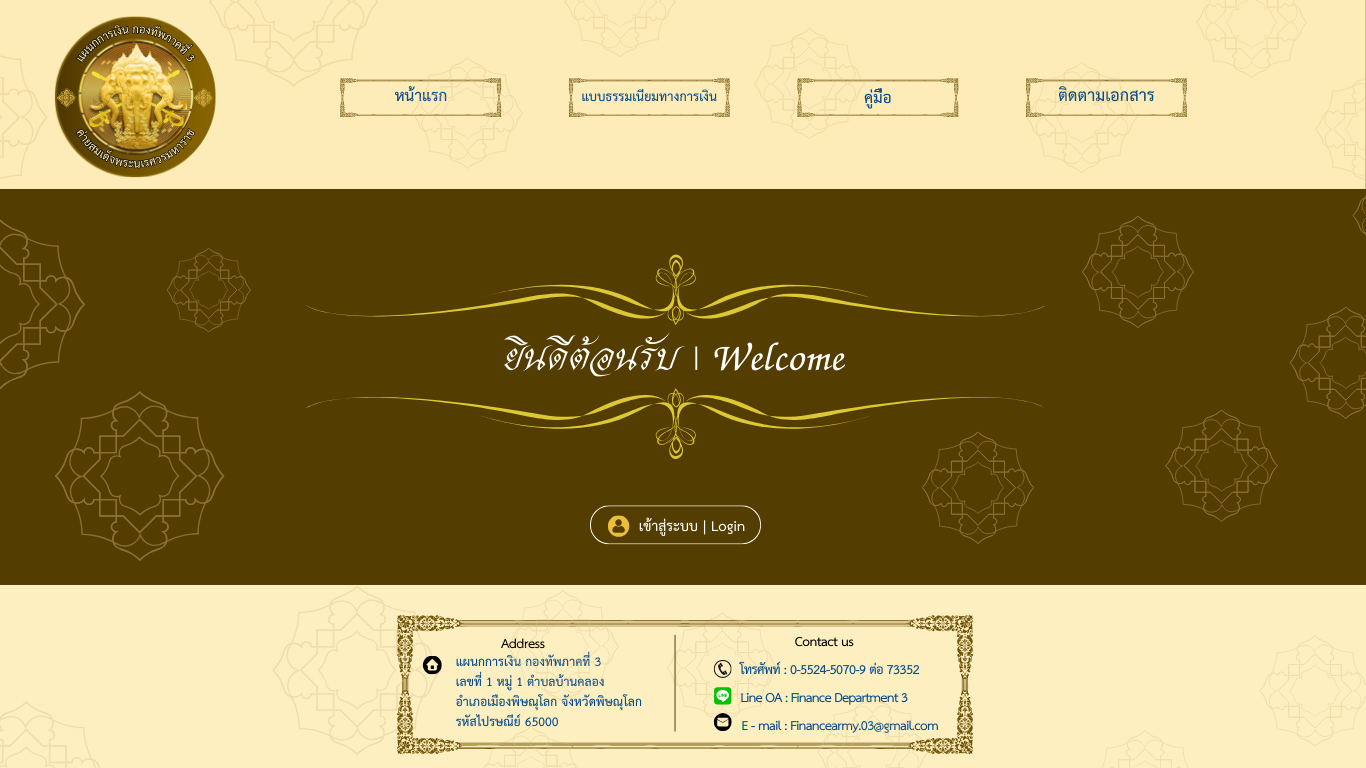 แผนกการเงิน กองทัพภาคที่ 3
ค่ายสมเด็จพระนเรศวรมหาราช
หน้าแรก
แบบธรรมเนียมทางการเงิน
คู่มือ
ติดตามเอกสาร
ยินดีต้อนรับ | Welcome
เข้าสู่ระบบ | Login
Address
แผนกการเงิน กองทัพภาคที่ 3
เลขที่ 1 หมู่ 1 ตำบลบ้านคลอง
อำเภอเมืองพิษณุโลก จังหวัดพิษณุโลก
รหัสไปรษณีย์ 65000
Contact us
โทรศัพท์ : 0-5524-5070-9 ต่อ 73352
LINE
Line OA : Finance Department 3
E - mail : Financearmy.03@gmail.com